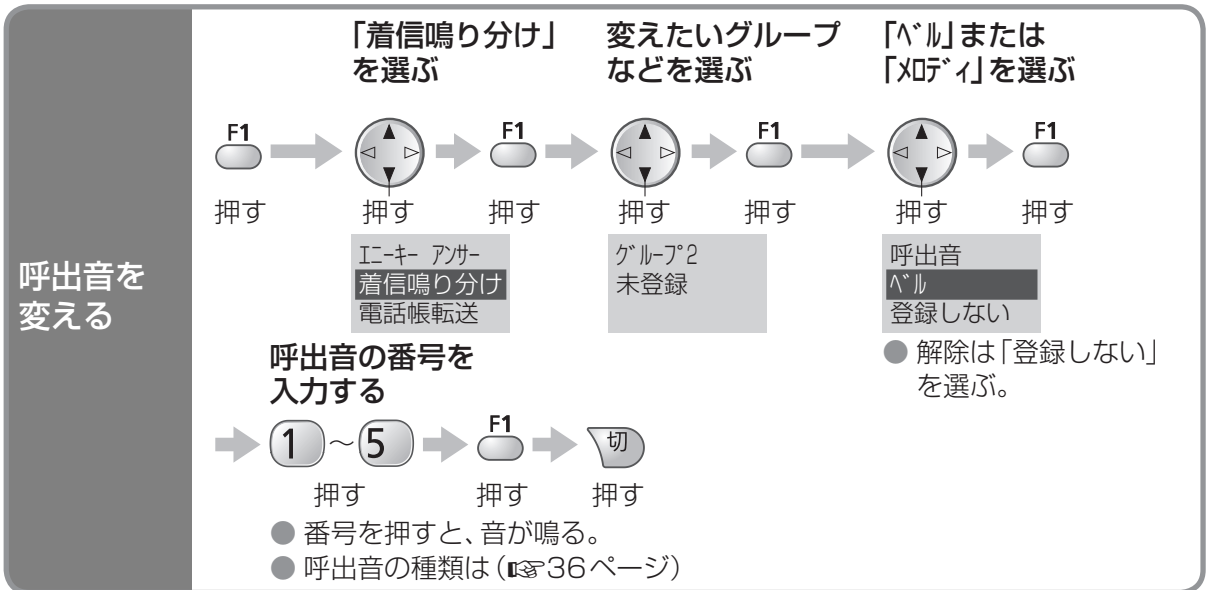 呼出音を
変える
「着信鳴り分け」
を選ぶ
変えたいグループ
などを選ぶ
「ﾍﾞﾙ」または
「ﾒﾛﾃﾞｨ」を選ぶ
F1
F1
F1
F1
押す
押す
押す
押す
押す
押す
押す
ｴﾆｰｷｰ ｱﾝｻｰ
着信鳴り分け
電話帳転送
ｸﾞﾙｰﾌﾟ2
未登録
呼出音
ﾍﾞﾙ
登録しない
● 解除は「登録しない」
を選ぶ。
呼出音の番号を
入力する
1～5
F1
切
押す
押す
押す
● 番号を押すと、音が鳴る。
● 呼出音の種類は(☞36ページ)